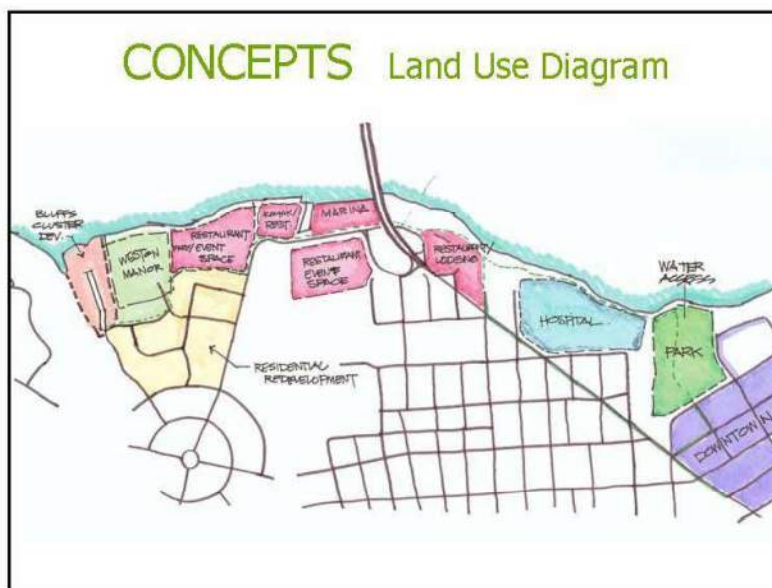 CONCEPTS Land Use Diagram
BLUFFS
CLUSTER
DEV.
WESTON
MANOR
RESTAURANT
EVENT
SPACE
MARINA
RESTAURANT
EVENT
SPACE
RESTAURANT/
LODGING
HOSPITAL
WATER
ACCESS
PARK
DOWNTOWN
RESIDENTIAL
REDEVELOPMENT